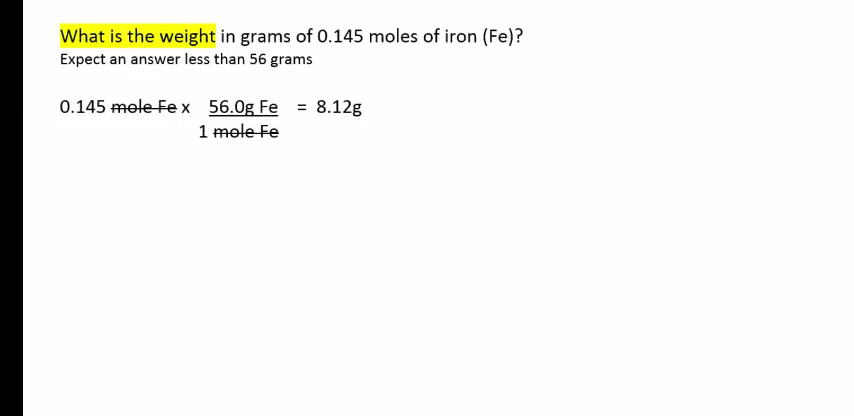 What is the weight in grams of 0.145 moles of iron (Fe)?
Expect an answer less than 56 grams
0.145 mole Fe x 56.0g Fe = 8.12g
1 mole Fe